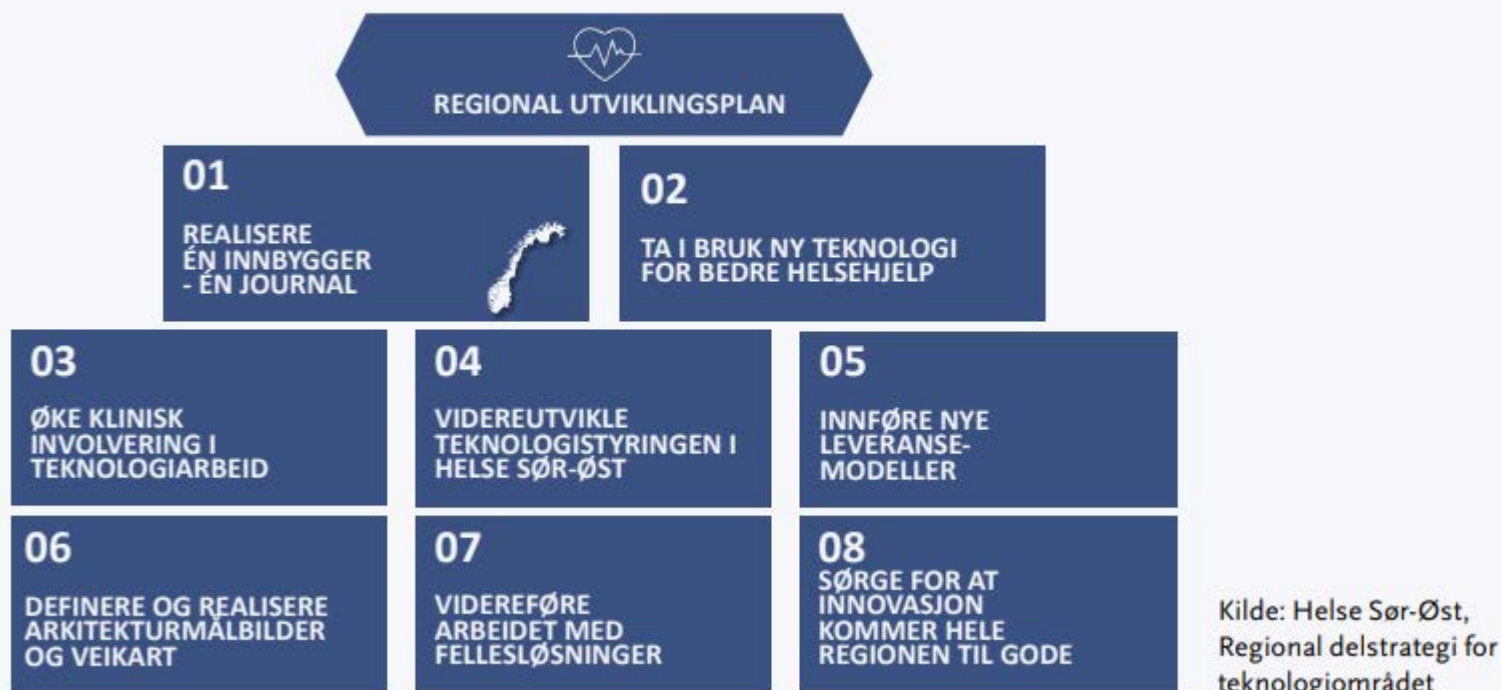 REGIONAL UTVIKLINGSPLAN
01
REALISERE
ÉN INNBYGGER
- ÉN JOURNAL
02
TA I BRUK NY TEKNOLOGI
FOR BEDRE HELSEHJELP
03
ØKE KLINISK
INVOLVERING I
TEKNOLOGIARBEID
04
VIDEREUTVIKLE
TEKNOLOGISTYRINGEN I
HELSE SØR-ØST
05
INNFØRE NYE
LEVERANSE-
MODELLER
06
DEFINERE OG REALISERE
ARKITEKTURMÅLBILDER
OG VEIKART
07
VIDEREFØRE
ARBEIDET MED
FELLESLØSNINGER
08
SØRGE FOR AT
INNOVASJON
KOMMER HELE
REGIONEN TIL GODE
Kilde: Helse Sør-Øst,
Regional delstrategi for
teknologiområdet